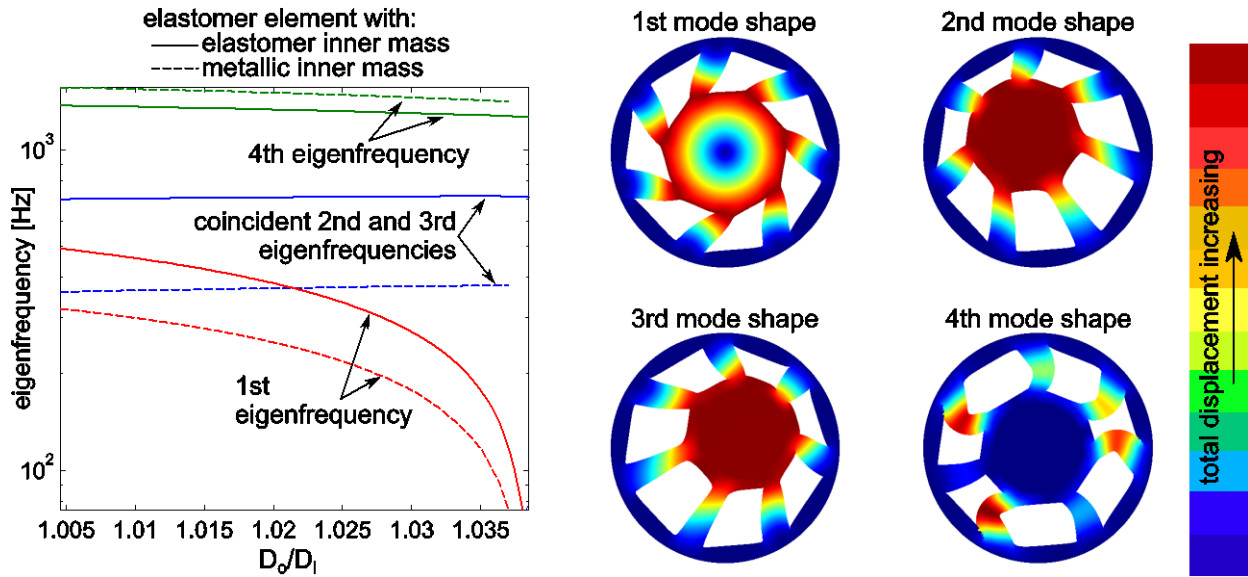 elastomer element with:
elastomer inner mass
metallic inner mass
eigenfrequency [Hz]
10³
10²
4th eigenfrequency
coincident 2nd and 3rd
eigenfrequencies
1st
eigenfrequency
1.005 1.01 1.015 1.02 1.025 1.03 1.035
Dₒ/Dₗ
1st mode shape
2nd mode shape
3rd mode shape
4th mode shape
total displacement increasing